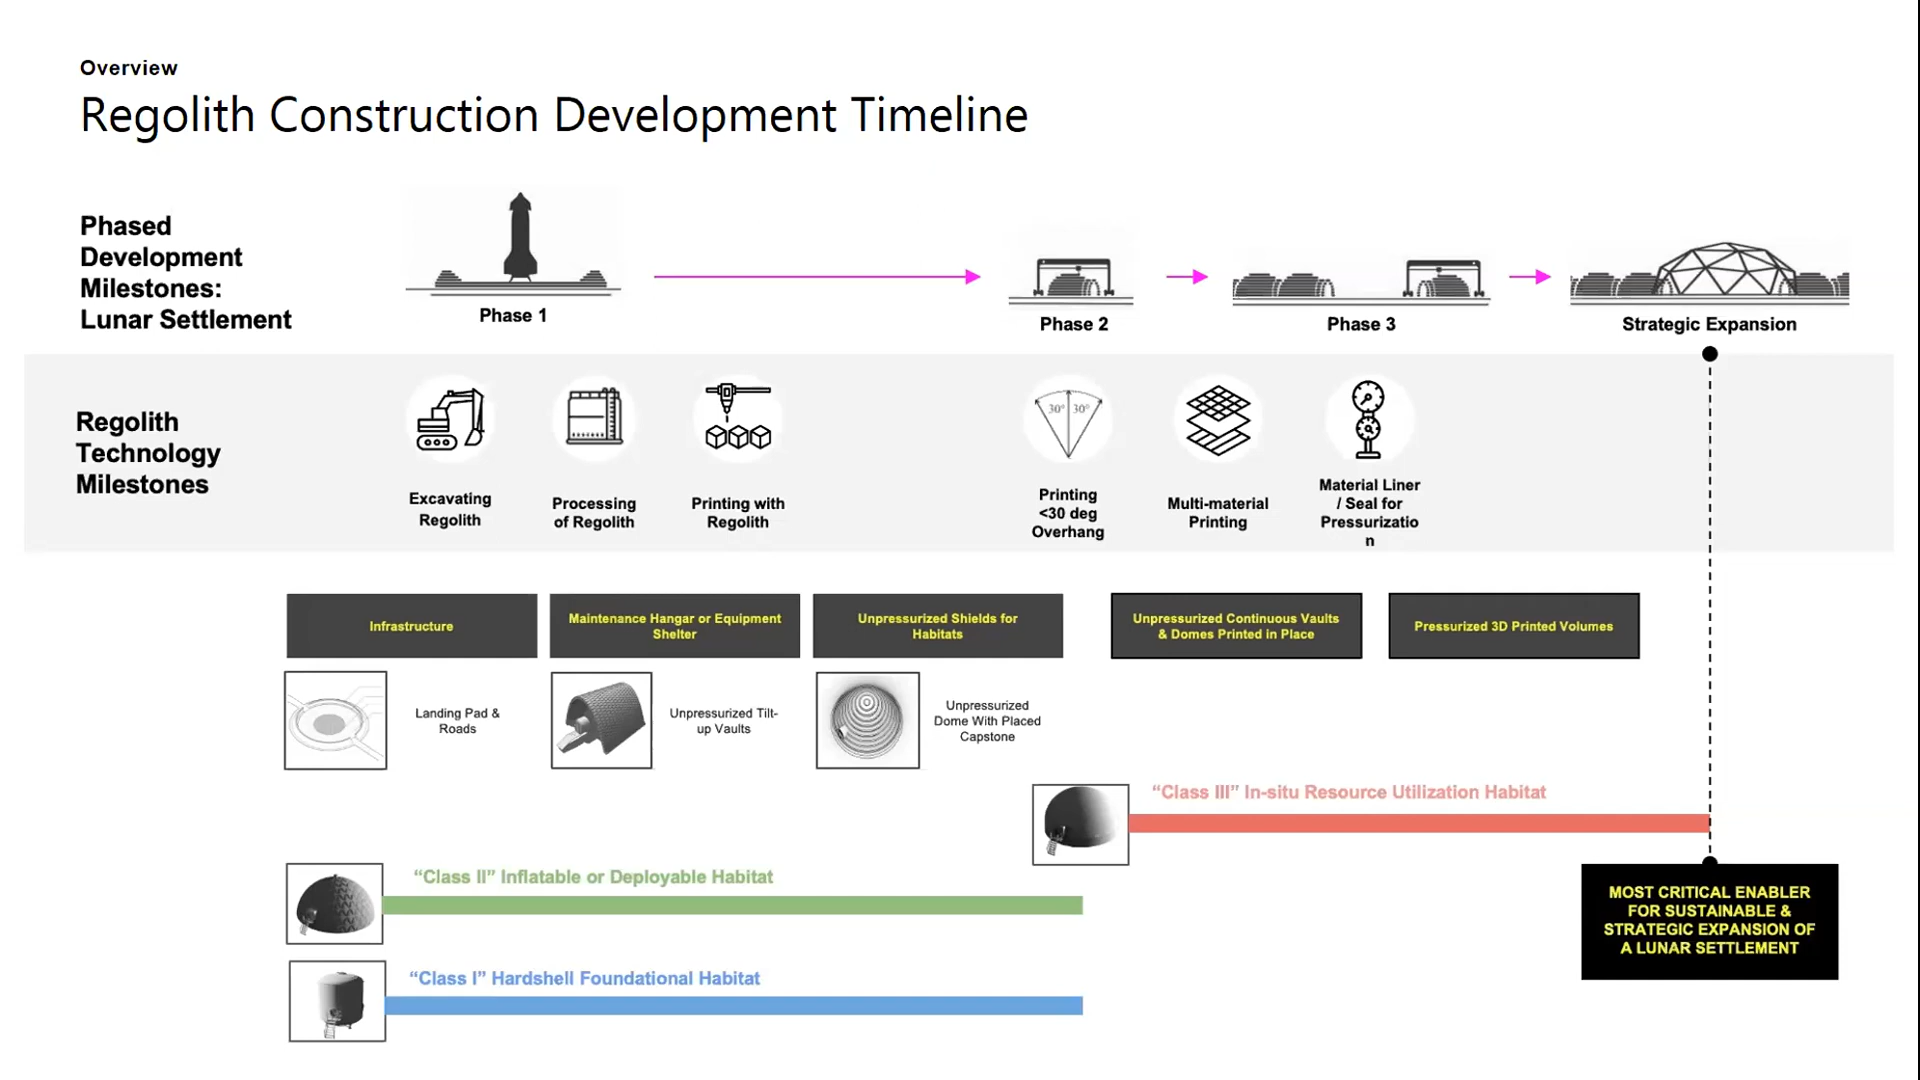 Overview
Regolith Construction Development Timeline
Phased
Development
Milestones:
Lunar Settlement
Phase 1
Phase 2
Phase 3
Strategic Expansion
Regolith
Technology
Milestones
30° 30°
Excavating
Regolith
Processing
of Regolith
Printing with
Regolith
Printing
<30 deg
Overhang
Multi-material
Printing
Material Liner
/ Seal for
Pressurizatio
n
Infrastructure
Maintenance Hangar or Equipment
Shelter
Unpressurized Shields for
Habitats
Unpressurized Continuous Vaults
& Domes Printed in Place
Pressurized 3D Printed Volumes
Landing Pad &
Roads
Unpressurized Tilt-
up Vaults
Unpressurized
Dome With Placed
Capstone
“Class III” In-situ Resource Utilization Habitat
“Class II” Inflatable or Deployable Habitat
“Class I” Hardshell Foundational Habitat
MOST CRITICAL ENABLER
FOR SUSTAINABLE &
STRATEGIC EXPANSION OF
A LUNAR SETTLEMENT